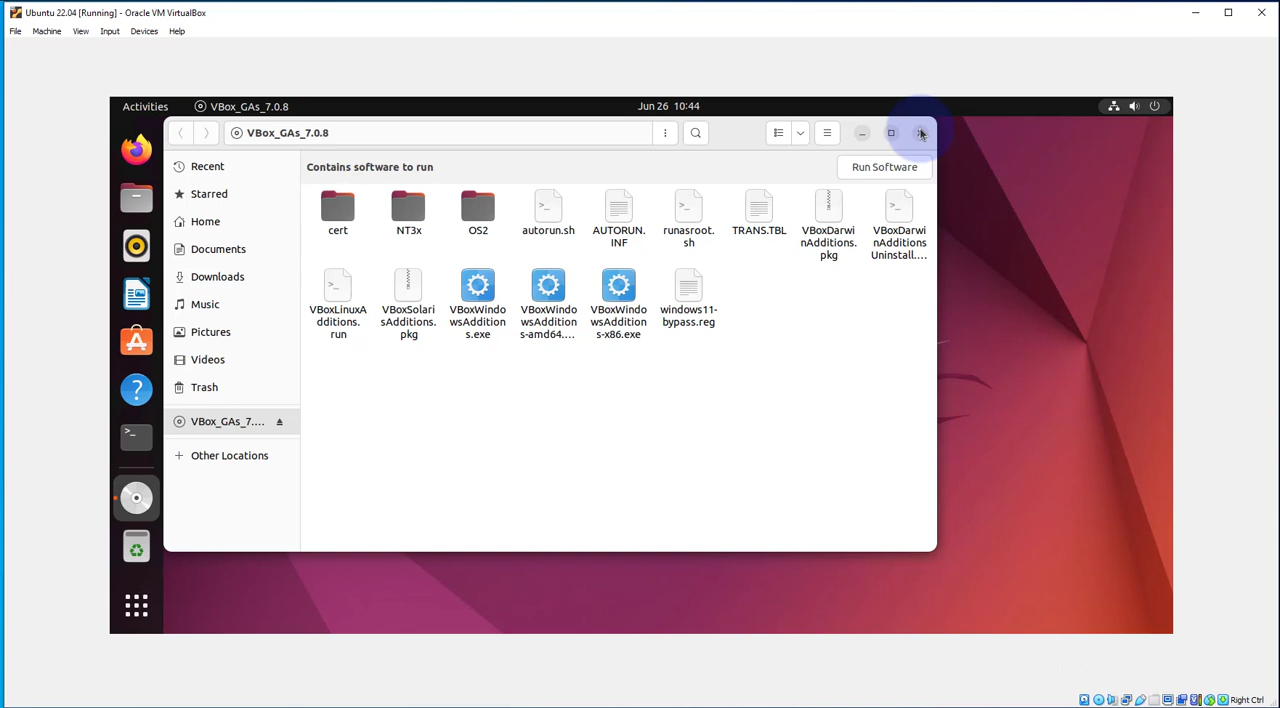 Ubuntu 22.04 [Running] - Oracle VM VirtualBox
File Machine View Input Devices Help
Activities VBox_GAs_7.0.8 Jun 26 10:44
VBox_GAs_7.0.8
Recent
Starred
Home
Documents
Downloads
Music
Pictures
Videos
Trash
VBox_GAs_7....
Other Locations
Contains software to run
Run Software
cert
NT3x
OS2
autorun.sh
AUTORUN.
INF
runasroot.
sh
TRANS.TBL
VBoxDarwi
nAdditions.
pkg
VBoxDarw
inAdditions
Uninstall....
VBoxLinuxA
dditions.
run
VBoxSolari
sAdditions.
pkg
VBoxWindo
wsAddition
s.exe
VBoxWindo
wsAddition
s-amd64....
VBoxWindo
wsAddition
s-x86.exe
windows11-
bypass.reg
Right Ctrl